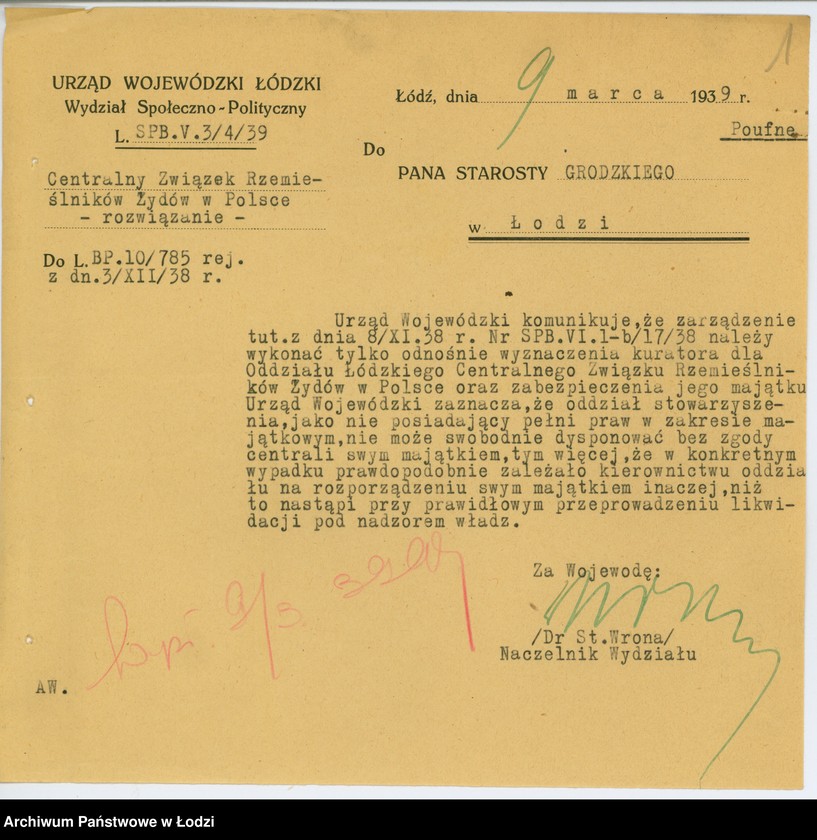 1
URZĄD WOJEWÓDZKI ŁÓDZKI
Wydział Społeczno-Polityczny
L. SPB.V.3/4/39
Łódź, dnia 9 marca 1939 r.
Poufne
Do
PANA STAROSTY GRODZKIEGO
w Łodzi
Centralny Związek Rzemie-
ślników Żydów w Polsce
- rozwiązanie -
Do L. BP.10/785 rej.
z dn.3/XII/38 r.
Urząd Wojewódzki komunikuje,że zarządzenie
tut.z dnia 8/XI.38 r. Nr SPB.VI.1-b/17/38 należy
wykonać tylko odnośnie wyznaczenia kuratora dla
Oddziału Łódzkiego Centralnego Związku Rzemieślni-
ków Żydów w Polsce oraz zabezpieczenia jego majątku
Urząd Wojewódzki zaznacza,że oddział stowarzysze-
nia,jako nie posiadający pełni praw w zakresie ma-
jątkowym,nie może swobodnie dysponować bez zgody
centrali swym majątkiem,tym więcej,że w konkretnym
wypadku prawdopodobnie zależało kierownictwu oddzia
łu na rozporządzeniu swym majątkiem inaczej,niż
to nastąpi przy prawidłowym przeprowadzeniu likwi-
dacji pod nadzorem władz.
Za Wojewodę:
/Dr St.Wrona/
Naczelnik Wydziału
9/3. 39
AW.
Archiwum Państwowe w Łodzi